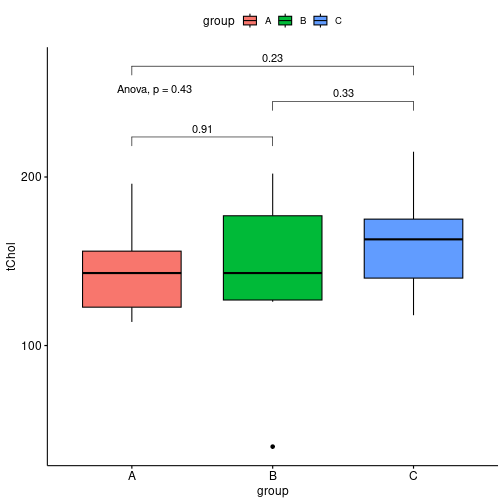 group A B C
0.23
Anova, p = 0.43
0.33
0.91
200
100
tChol
A B C
group